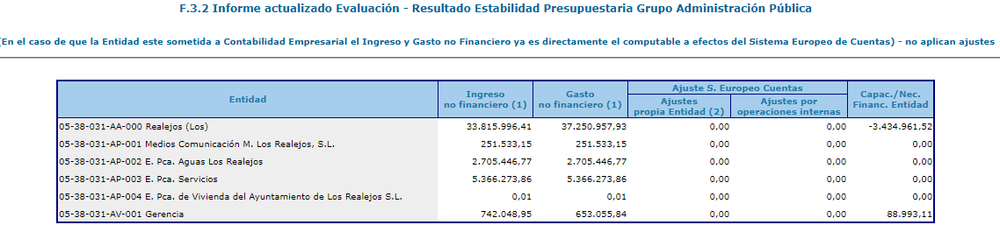 F.3.2 Informe actualizado Evaluación - Resultado Estabilidad Presupuestaria Grupo Administración Pública
(En el caso de que la Entidad este sometida a Contabilidad Empresarial el Ingreso y Gasto no Financiero ya es directamente el computable a efectos del Sistema Europeo de Cuentas) - no aplican ajustes
Entidad Ingreso no financiero (1) Gasto no financiero (1) Ajuste S. Europeo Cuentas Capac./Nec. Financ. Entidad
Ajustes propia Entidad (2) Ajustes por operaciones internas
05-38-031-AA-000 Realejos (Los) 33.815.996,41 37.250.957,93 0,00 0,00 -3.434.961,52
05-38-031-AP-001 Medios Comunicación M. Los Realejos, S.L. 251.533,15 251.533,15 0,00 0,00 0,00
05-38-031-AP-002 E. Pca. Aguas Los Realejos 2.705.446,77 2.705.446,77 0,00 0,00 0,00
05-38-031-AP-003 E. Pca. Servicios 5.366.273,86 5.366.273,86 0,00 0,00 0,00
05-38-031-AP-004 E. Pca. de Vivienda del Ayuntamiento de Los Realejos S.L. 0,01 0,01 0,00 0,00 0,00
05-38-031-AV-001 Gerencia 742.048,95 653.055,84 0,00 0,00 88.993,11